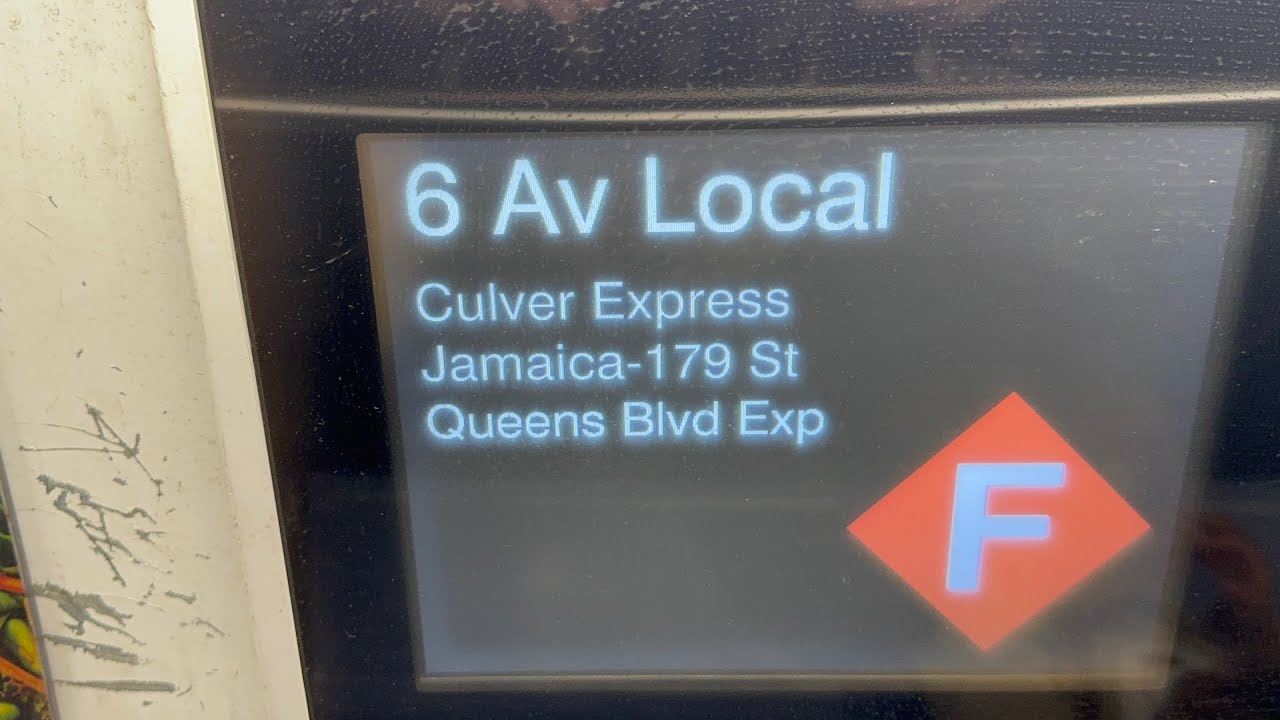 6 Av Local
Culver Express
Jamaica-179 St
Queens Blvd Exp
F